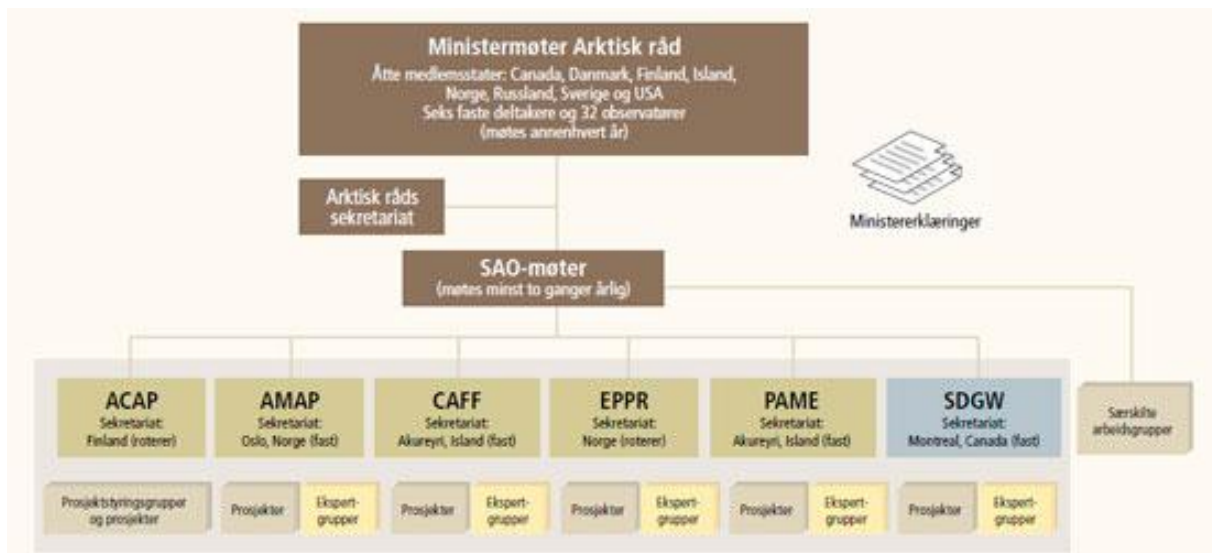 Ministermøter Arktisk råd
Åtte medlemsstater: Canada, Danmark, Finland, Island,
Norge, Russland, Sverige og USA
Seks faste deltakere og 32 observatører
(møtes annenhvert år)
Arktisk råds
sekretariat
Ministererklæringer
SAO-møter
(møtes minst to ganger årlig)
ACAP
Sekretariat:
Finland (roterer)
AMAP
Sekretariat:
Oslo, Norge (fast)
CAFF
Sekretariat:
Akureyri, Island (fast)
EPPR
Sekretariat:
Norge (roterer)
PAME
Sekretariat:
Akureyri, Island (fast)
SDGW
Sekretariat:
Montreal, Canada (fast)
Særskilte
arbeidsgrupper
Prosjektstyringsgrupper
og prosjekter
Prosjekter
Ekspert-
grupper
Prosjekter
Ekspert-
grupper
Prosjekter
Ekspert-
grupper
Prosjekter
Ekspert-
grupper
Prosjekter
Ekspert-
grupper